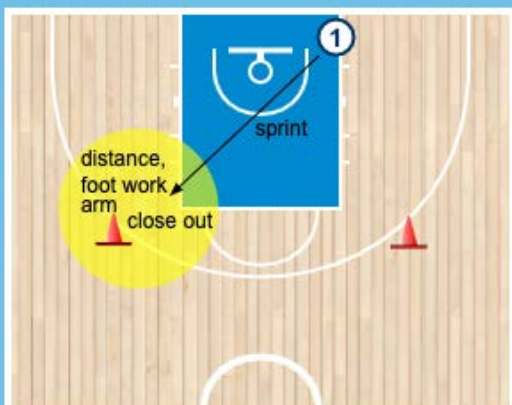 1
sprint
distance,
foot work
arm
close out